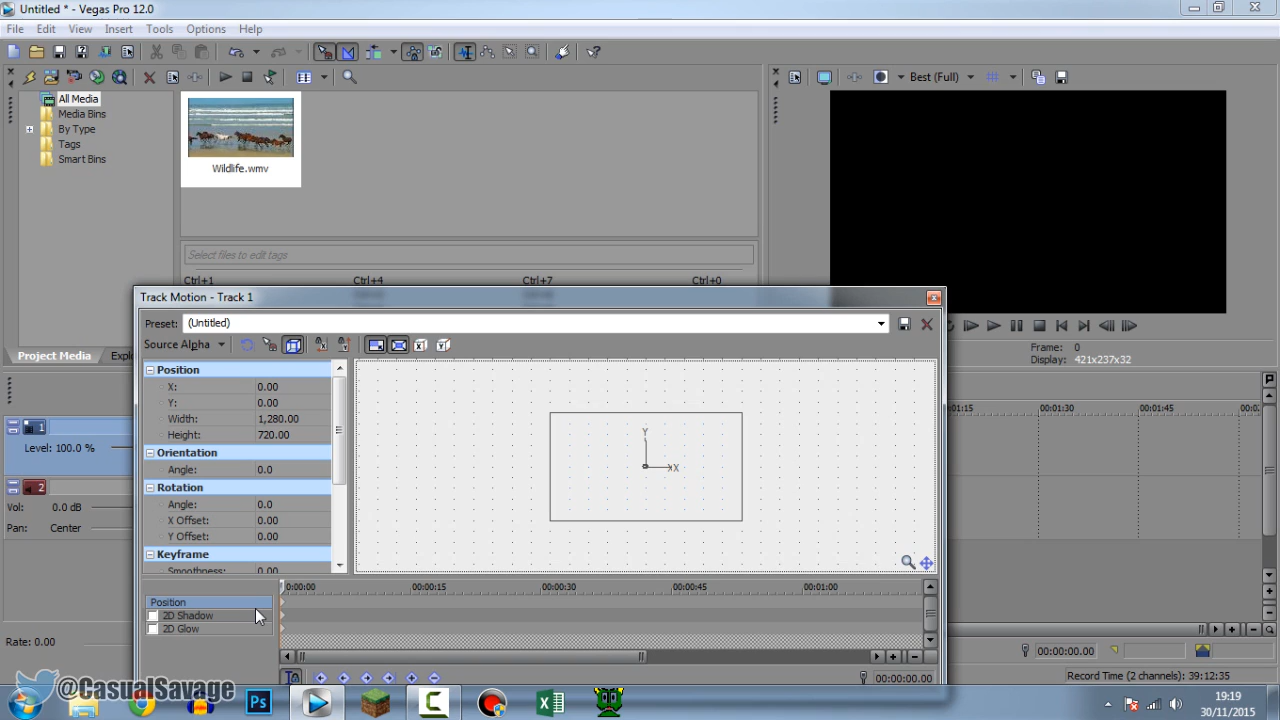 Untitled * - Vegas Pro 12.0
File Edit View Insert Tools Options Help
All Media
Media Bins
By Type
Tags
Smart Bins
Wildlife.wmv
Select files to edit tags
Ctrl+1 Ctrl+4 Ctrl+7 Ctrl+0
Best (Full)
Project Media
Frame: 0
Display: 421x237x32
Track Motion - Track 1
Preset: (Untitled)
Source Alpha
Position
X: 0.00
Y: 0.00
Width: 1,280.00
Height: 720.00
Orientation
Angle: 0.0
Rotation
Angle: 0.0
X Offset: 0.00
Y Offset: 0.00
Keyframe
Smoothness: 0.00
Y
X
0:00:00 00:00:15 00:00:30 00:00:45 00:01:00
Position
2D Shadow
2D Glow
00:00:00.00
1
Level: 100.0 %
2
Vol: 0.0 dB
Pan: Center
Rate: 0.00
:01:15 00:01:30 00:01:45 00:0
00:00:00.00
Record Time (2 channels): 39:12:35
@CasualSavage
Ps
19:19
30/11/2015